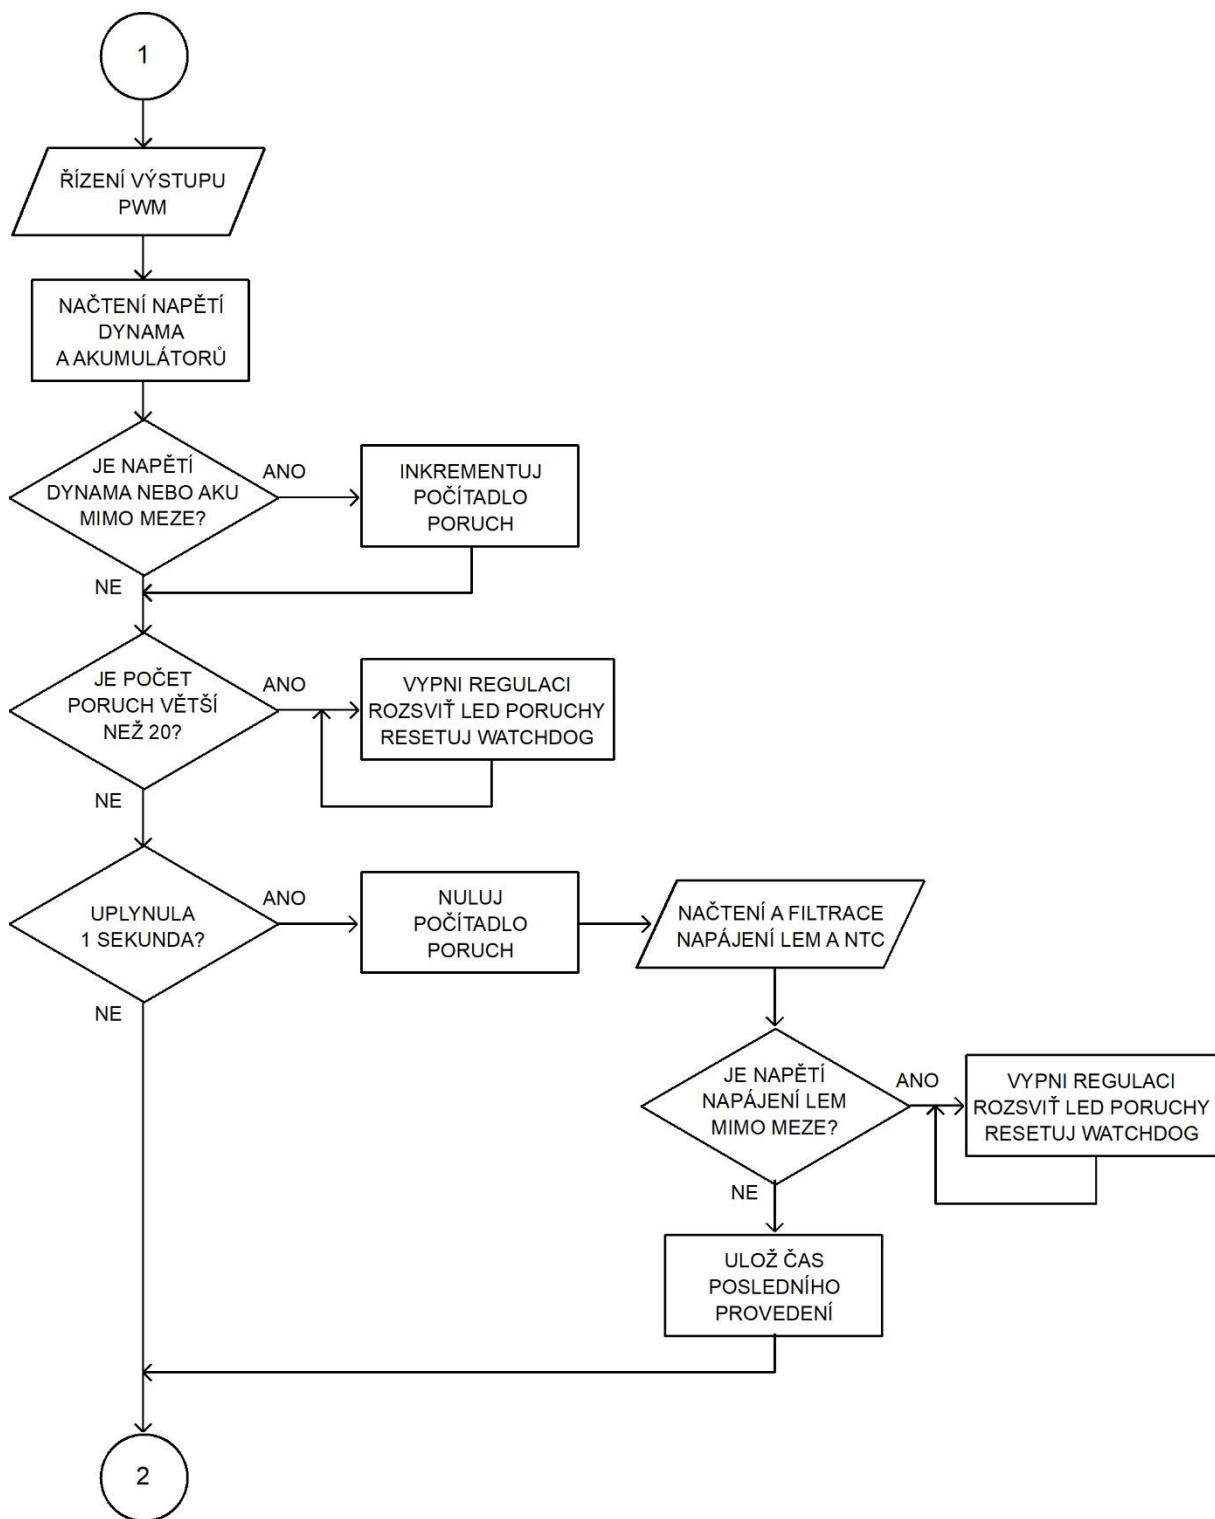 1
ŘÍZENÍ VÝSTUPU
PWM
NAČTENÍ NAPĚTÍ
DYNAMA
A AKUMULÁTORŮ
JE NAPĚTÍ
DYNAMA NEBO AKU
MIMO MEZE?
ANO
INKREMENTUJ
POČÍTADLO
PORUCH
NE
JE POČET
PORUCH VĚTŠÍ
NEŽ 20?
ANO
VYPNI REGULACI
ROZSVIŤ LED PORUCHY
RESETUJ WATCHDOG
NE
UPLYNULA
1 SEKUNDA?
ANO
NULUJ
POČÍTADLO
PORUCH
NAČTENÍ A FILTRACE
NAPÁJENÍ LEM A NTC
NE
JE NAPĚTÍ
NAPÁJENÍ LEM
MIMO MEZE?
ANO
VYPNI REGULACI
ROZSVIŤ LED PORUCHY
RESETUJ WATCHDOG
NE
ULOŽ ČAS
POSLEDNÍHO
PROVEDENÍ
2